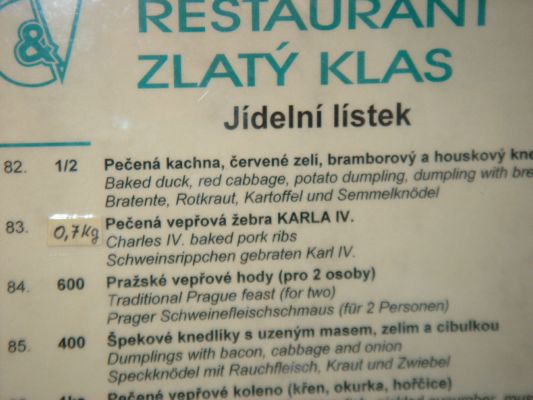 RESTAURANT
&
ZLATÝ KLAS
Jídelní lístek
82. 1/2 Pečená kachna, červené zelí, bramborový a houskový kne
Baked duck, red cabbage, potato dumpling, dumpling with bre
Bratente, Rotkraut, Kartoffel und Semmelknödel
83. 0,7kg Pečená vepřová žebra KARLA IV.
Charles IV. baked pork ribs
Schweinsrippchen gebraten Karl IV.
84. 600 Pražské vepřové hody (pro 2 osoby)
Traditional Prague feast (for two)
Prager Schweinefleischschmaus (für 2 Personen)
85. 400 Špekové knedlíky s uzeným masem, zelím a cibulkou
Dumplings with bacon, cabbage and onion
Speckknödel mit Rauchfleisch, Kraut und Zwiebel
1kg Pečené vepřové koleno (křen, okurka, hořčice)